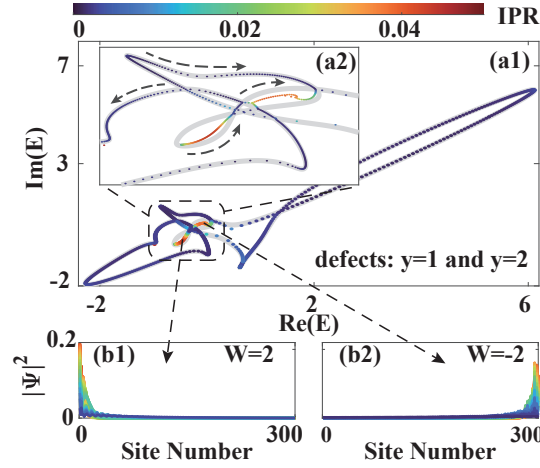 IPR
0 0.02 0.04
(a1)
(a2)
7
3
-2
Im(E)
defects: y=1 and y=2
-2 2 6
Re(E)
(b1) W=2
(b2) W=-2
0.2
0
|Ψ|²
0 300
0 300
Site Number
Site Number